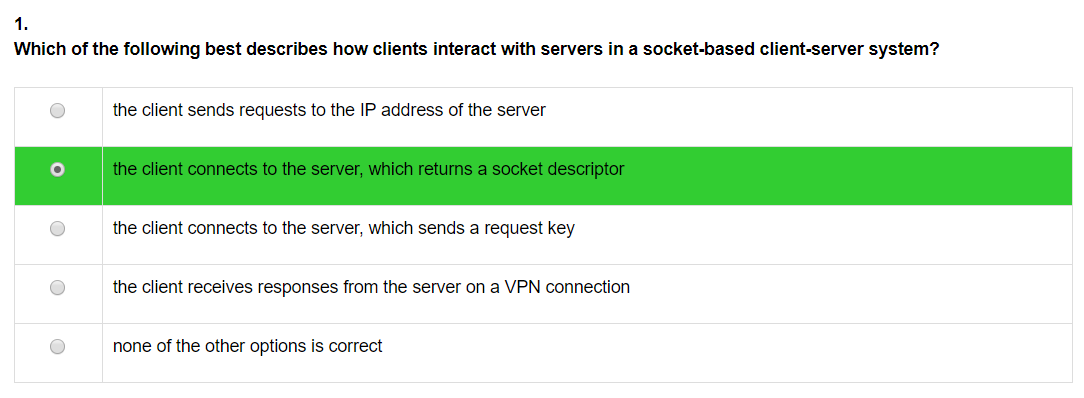 1.
Which of the following best describes how clients interact with servers in a socket-based client-server system?
the client sends requests to the IP address of the server
the client connects to the server, which returns a socket descriptor
the client connects to the server, which sends a request key
the client receives responses from the server on a VPN connection
none of the other options is correct